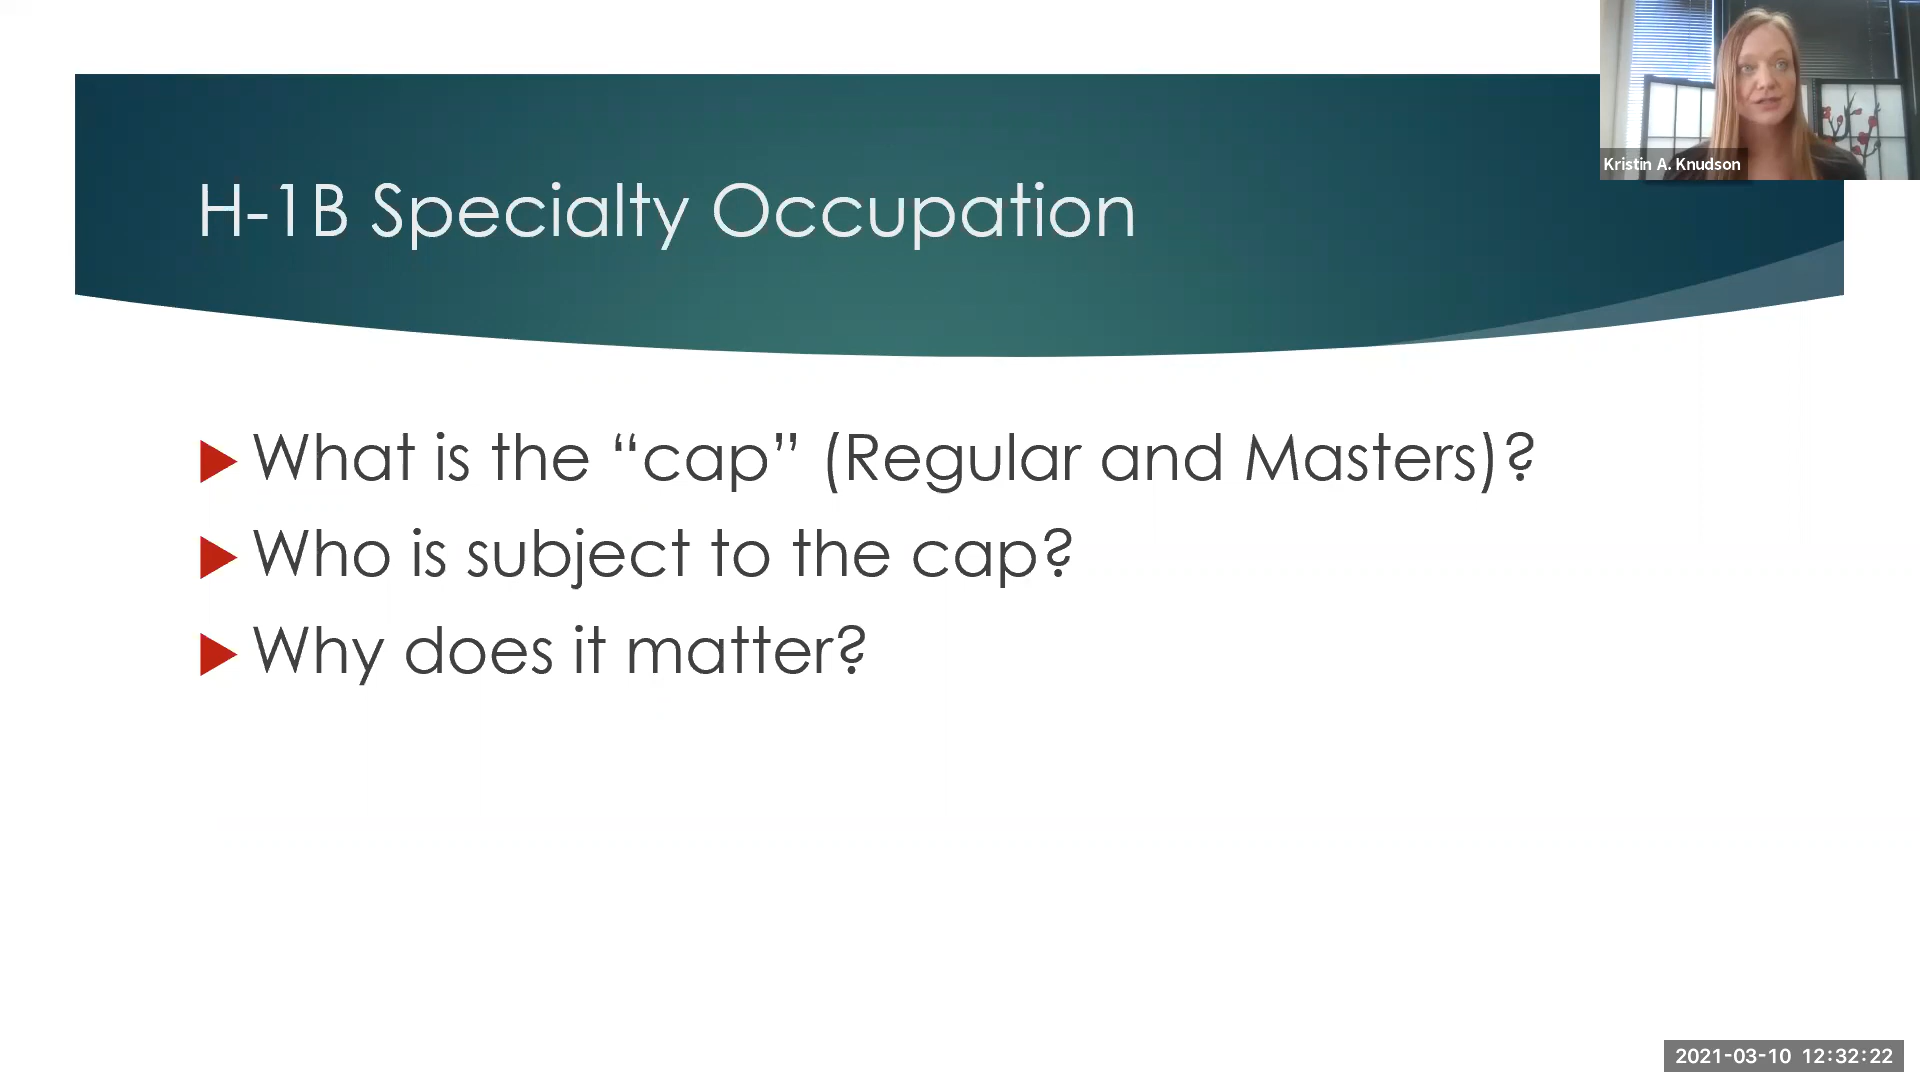 Kristin A. Knudson
H-1B Specialty Occupation
What is the “cap” (Regular and Masters)?
Who is subject to the cap?
Why does it matter?
2021-03-10 12:32:22